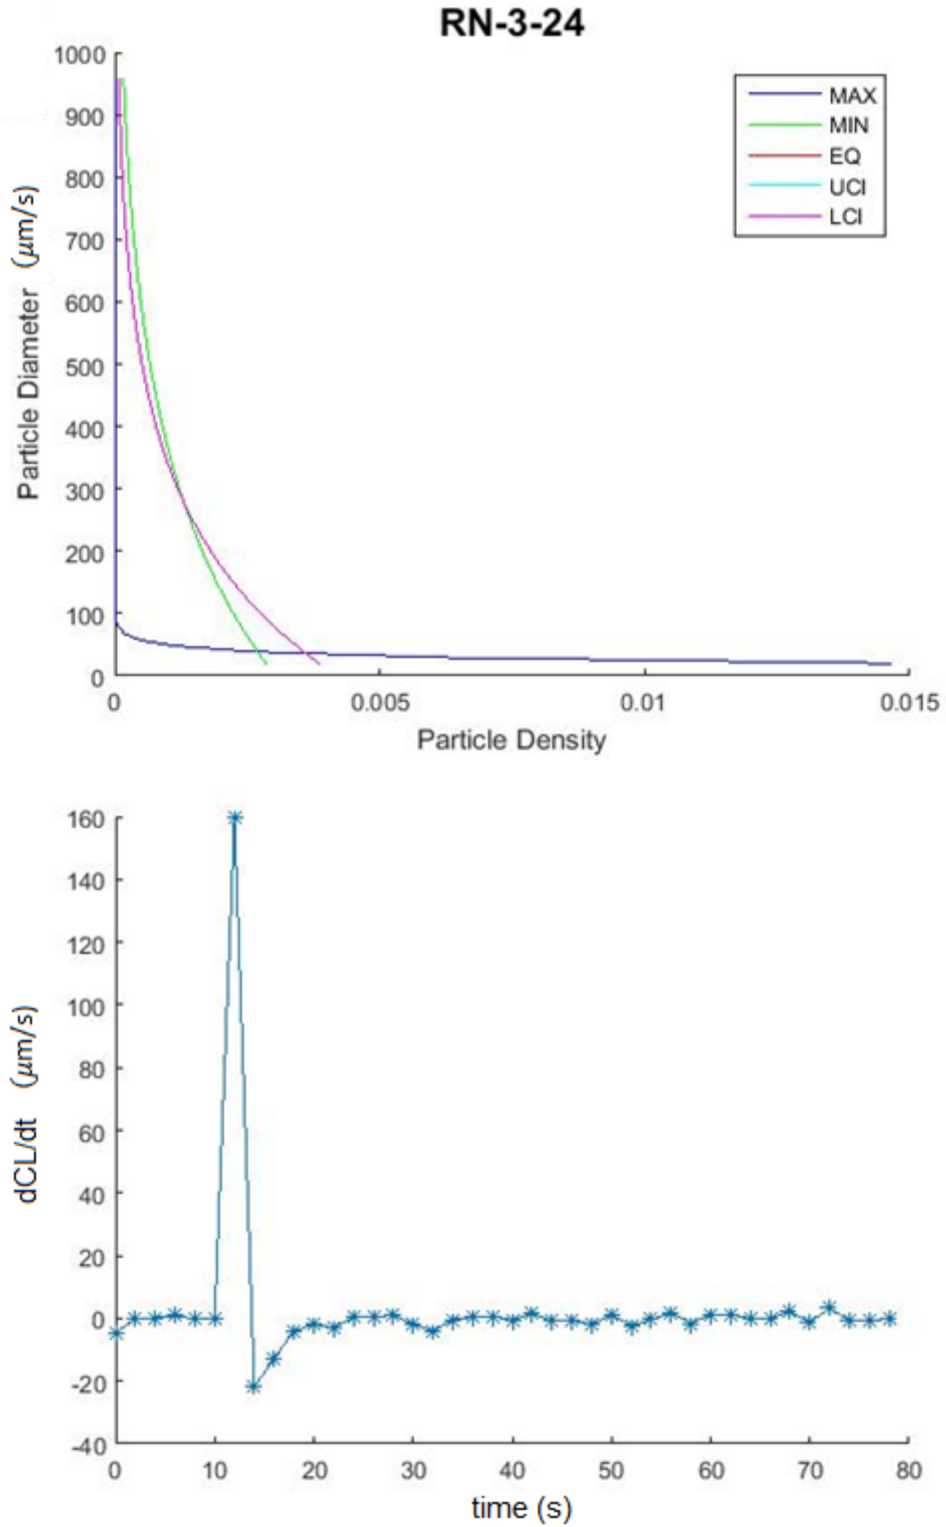 RN-3-24
1000
900
800
700
600
500
400
300
200
100
0
Particle Diameter (μm/s)
MAX
MIN
EQ
UCI
LCI
0 0.005 0.01 0.015
Particle Density
160
140
120
100
80
60
40
20
0
-20
-40
dCL/dt (μm/s)
0 10 20 30 40 50 60 70 80
time (s)